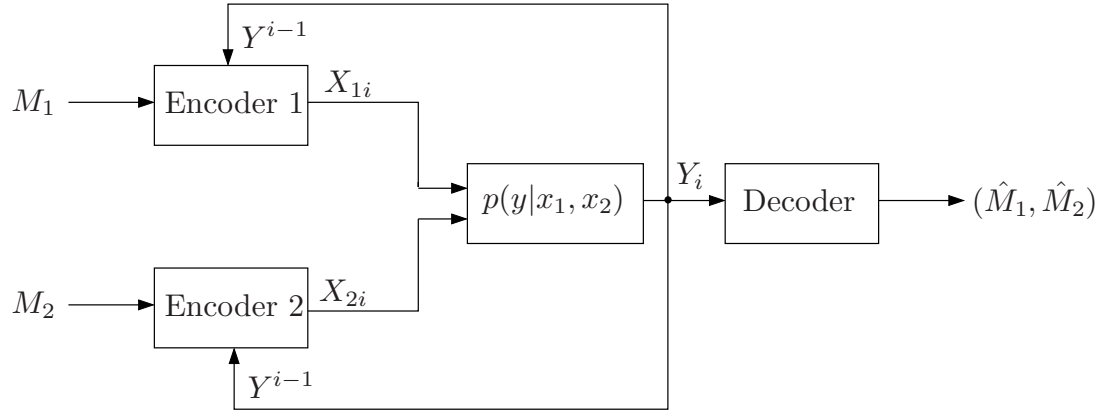 Y^{i−1}
M_1
Encoder 1
X_{1i}
p(y|x_1, x_2)
Y_i
Decoder
(\hat{M}_1, \hat{M}_2)
M_2
Encoder 2
X_{2i}
Y^{i−1}